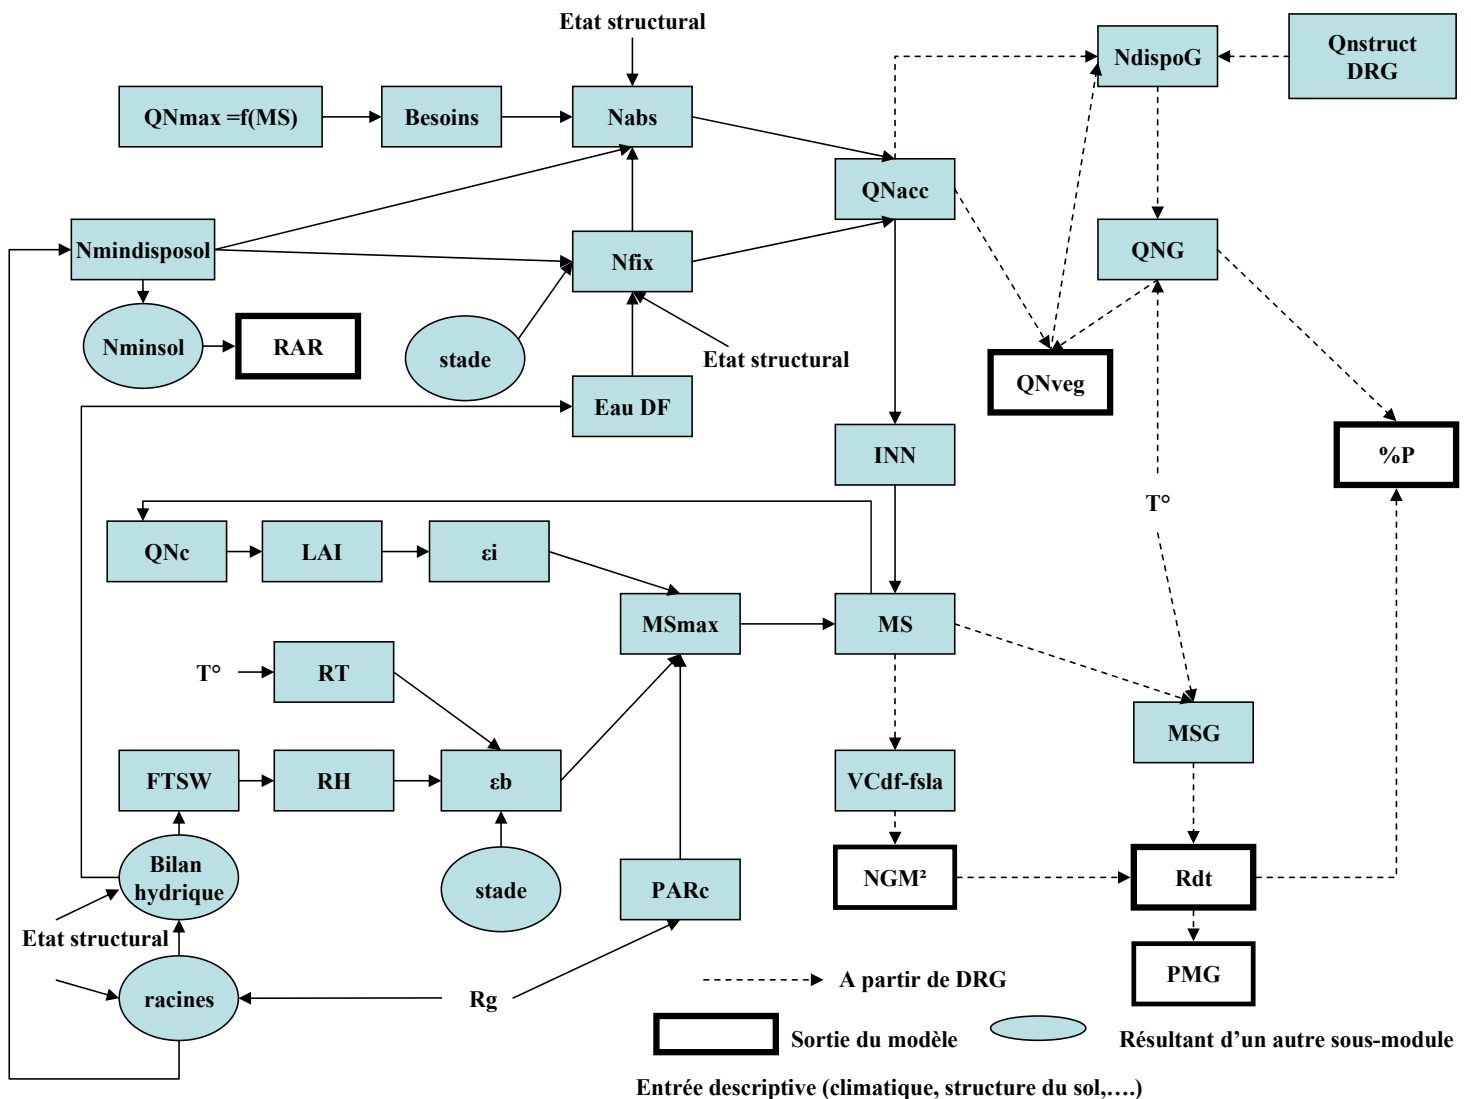 Etat structural
NdispoG
Qnstruct
DRG
QNmax =f(MS)
Besoins
Nabs
QNacc
Nmindisposol
Nfix
QNG
Nminsol
RAR
stade
Etat structural
QNveg
Eau DF
INN
%P
T°
QNc
LAI
εi
MSmax
MS
T°
RT
MSG
FTSW
RH
εb
VCdf-fsla
Bilan
hydrique
stade
PARc
NGM²
Rdt
Etat structural
racines
Rg
PMG
A partir de DRG
Sortie du modèle
Résultant d’un autre sous-module
Entrée descriptive (climatique, structure du sol,….)